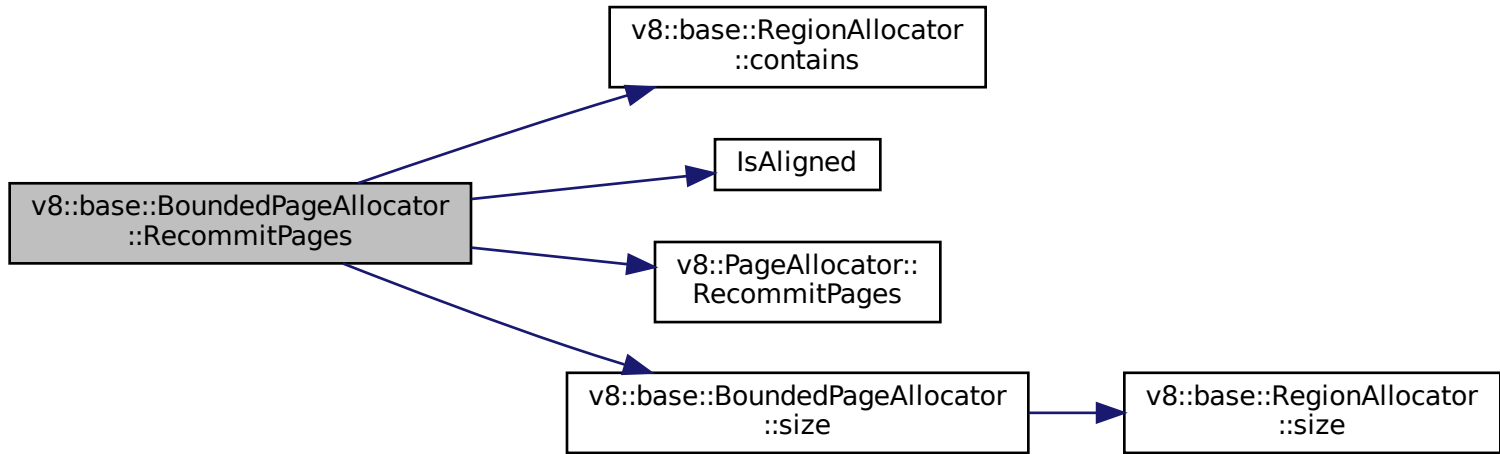 v8::base::RegionAllocator
::contains
IsAligned
v8::base::BoundedPageAllocator
::RecommitPages
v8::PageAllocator::
RecommitPages
v8::base::BoundedPageAllocator
::size
v8::base::RegionAllocator
::size